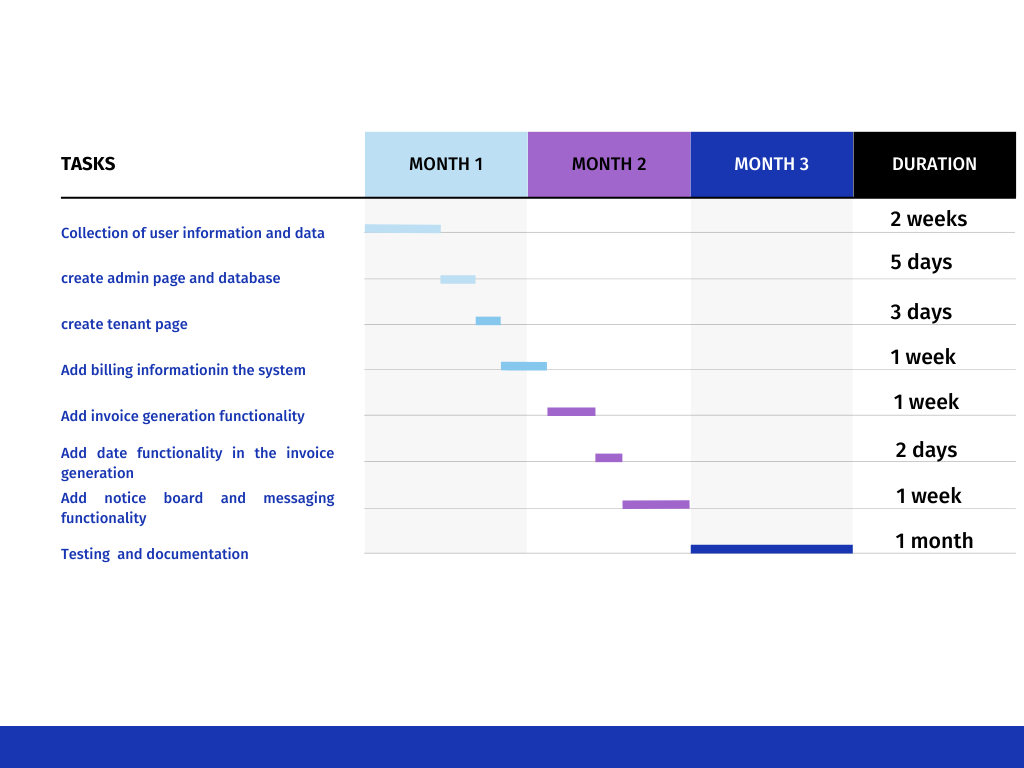 TASKS MONTH 1 MONTH 2 MONTH 3 DURATION
Collection of user information and data 2 weeks
create admin page and database 5 days
create tenant page 3 days
Add billing informationin the system 1 week
Add invoice generation functionality 1 week
Add date functionality in the invoice 2 days
generation
Add notice board and messaging 1 week
functionality
Testing and documentation 1 month